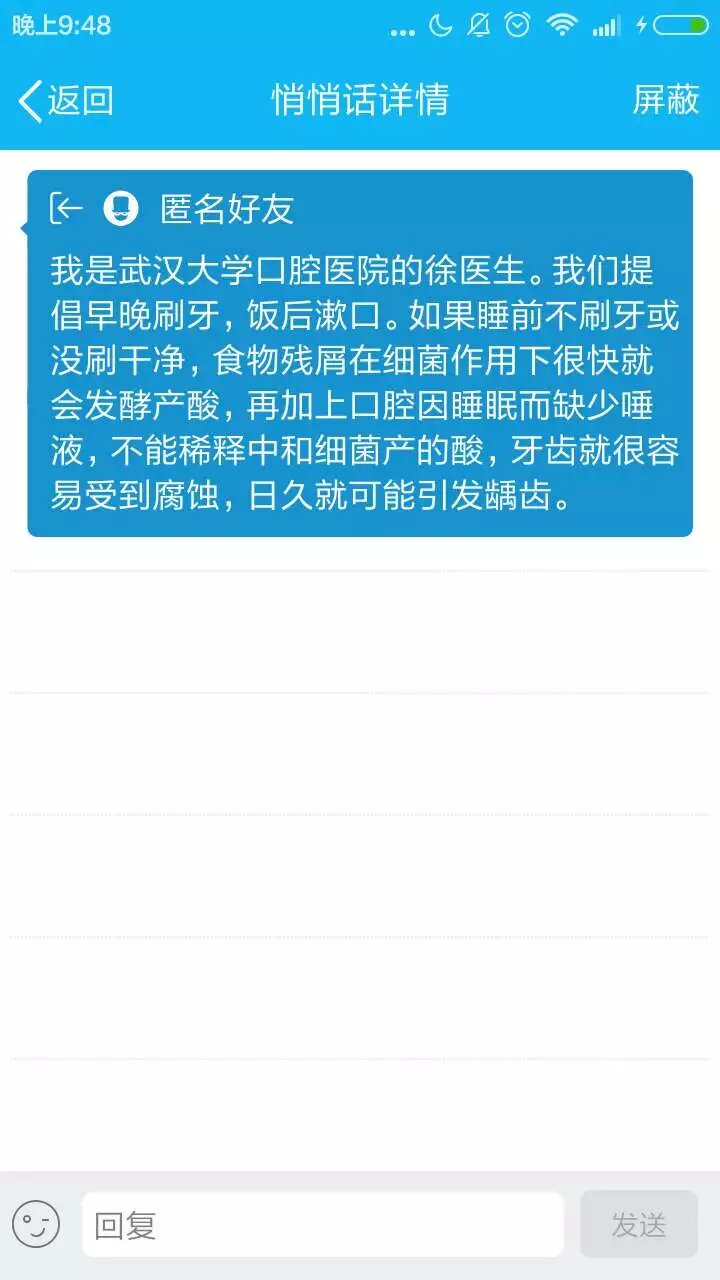 晚上9:48
返回
悄悄话详情
屏蔽
匿名好友
我是武汉大学口腔医院的徐医生。我们提
倡早晚刷牙，饭后漱口。如果睡前不刷牙或
没刷干净，食物残屑在细菌作用下很快就
会发酵产酸，再加上口腔因睡眠而缺少唾
液，不能稀释中和细菌产的酸，牙齿就很容
易受到腐蚀，日久就可能引发龋齿。
回复
发送